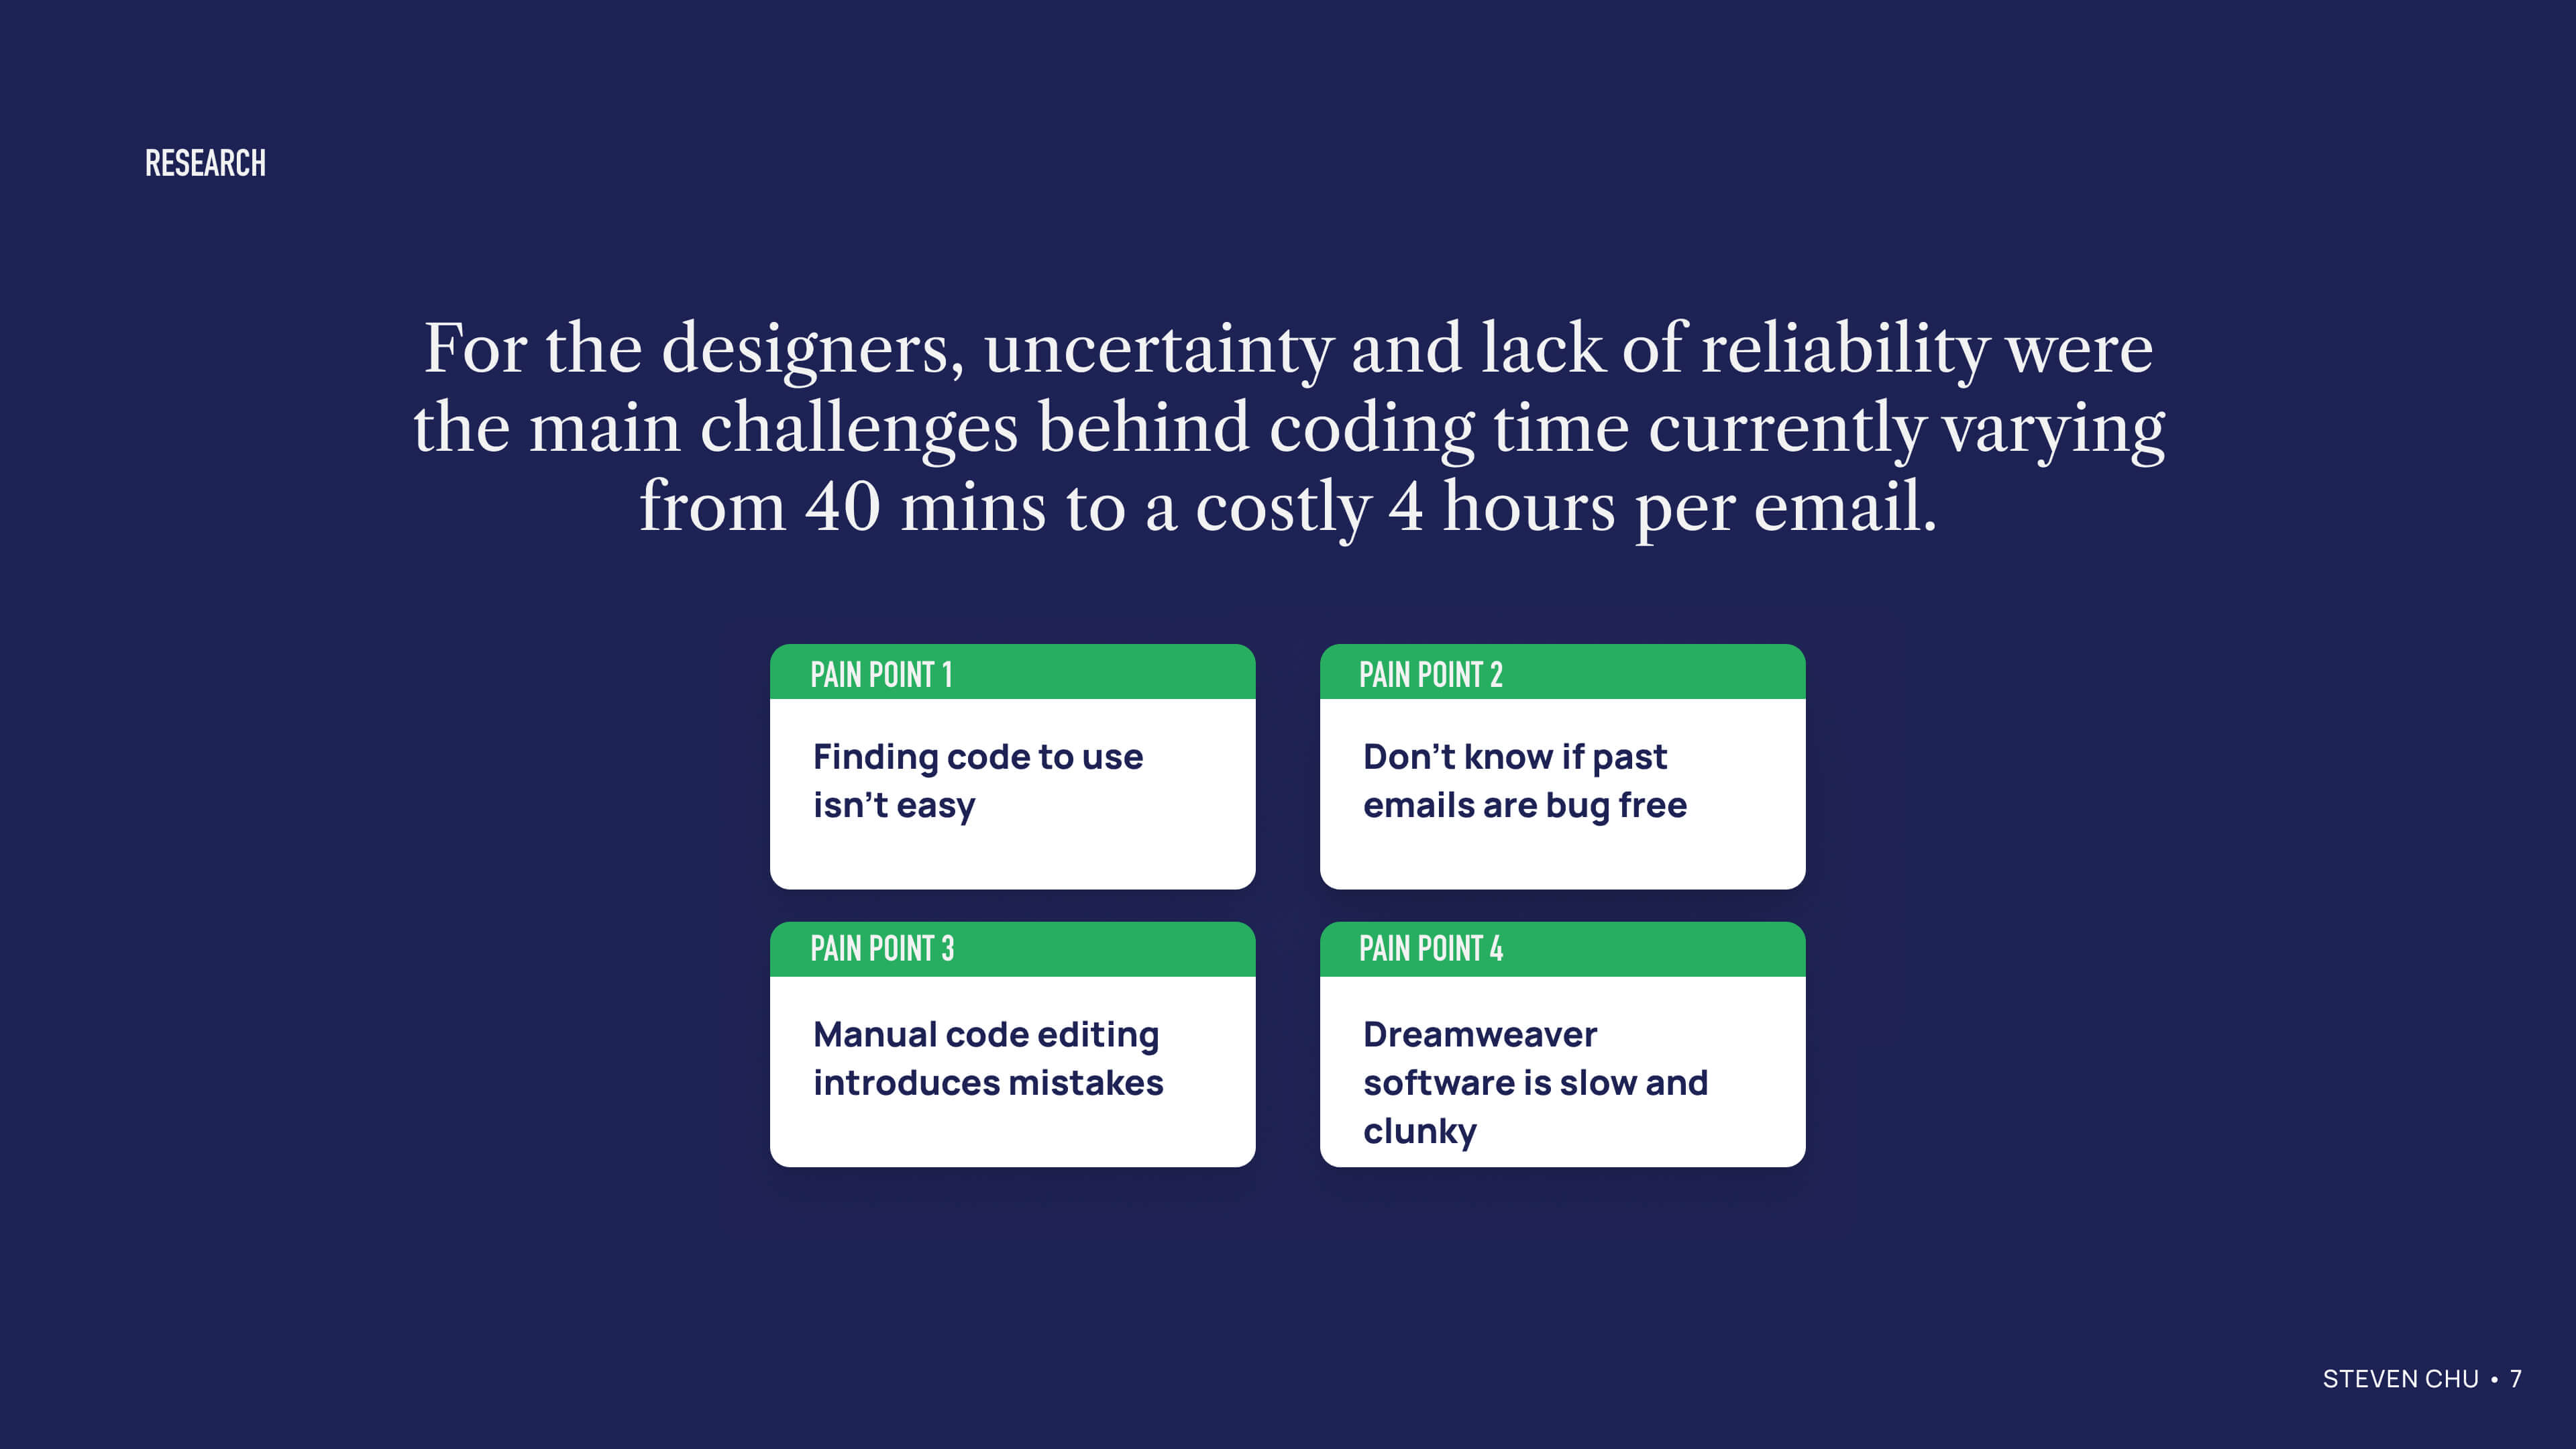 RESEARCH
For the designers, uncertainty and lack of reliability were
the main challenges behind coding time currently varying
from 40 mins to a costly 4 hours per email.
PAIN POINT 1
Finding code to use
isn’t easy
PAIN POINT 2
Don’t know if past
emails are bug free
PAIN POINT 3
Manual code editing
introduces mistakes
PAIN POINT 4
Dreamweaver
software is slow and
clunky
STEVEN CHU • 7